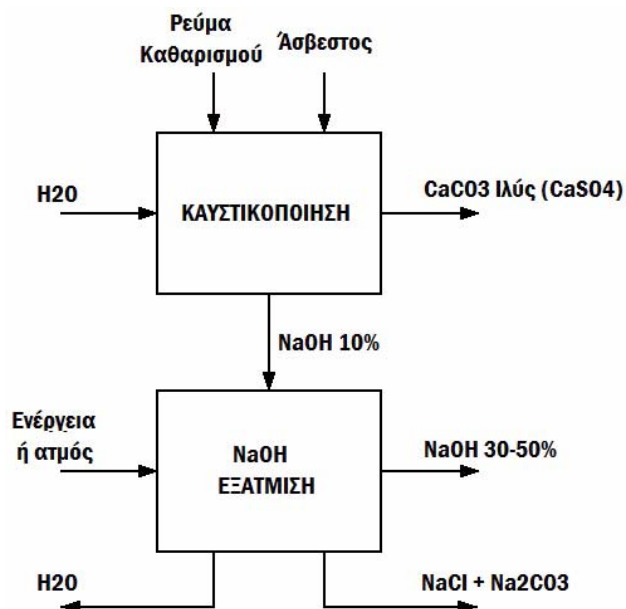 Ρεύμα
Καθαρισμού
Άσβεστος
H2O
ΚΑΥΣΤΙΚΟΠΟΙΗΣΗ
CaCO3 Ιλύς (CaSO4)
NaOH 10%
Ενέργεια
ή ατμός
NaOH
ΕΞΑΤΜΙΣΗ
NaOH 30-50%
H2O
NaCl + Na2CO3